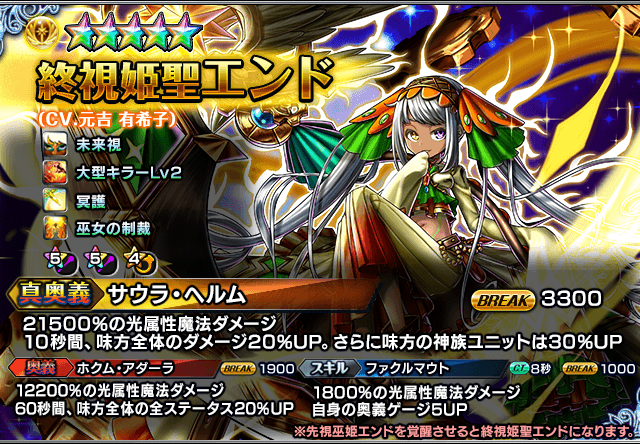 終視姫聖エンド
(CV.元吉 有希子)
未来視
大型キラーLv2
冥護
巫女の制裁
5 5 4
真奥義 サウラ・ヘルム BREAK 3300
21500%の光属性魔法ダメージ
10秒間、味方全体のダメージ20%UP。さらに味方の神族ユニットは30%UP
奥義 ホクム・アダーラ BREAK 1900 スキル ファクルマウト CT 8秒 BREAK 1000
12200%の光属性魔法ダメージ
60秒間、味方全体の全ステータス20%UP
1800%の光属性魔法ダメージ
自身の奥義ゲージ5UP
※先視巫姫エンドを覚醒させると終視姫聖エンドになります。